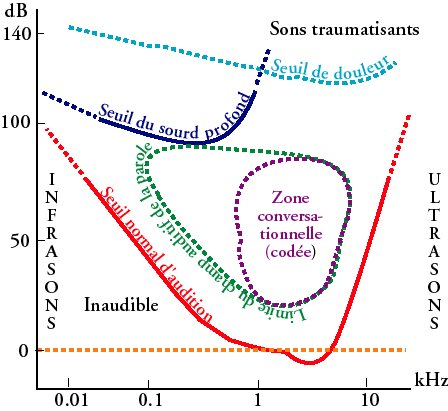 dB
140
Sons traumatisants
Seuil de douleur
Seuil du sourd profond
100
Limite du champ auditif de la parole
INFRASONS
Seuil normal d'audition
Zone
conversa-
tionnelle
(codée)
ULTRASONS
50
Inaudible
0
kHz
0.01 0.1 1 10